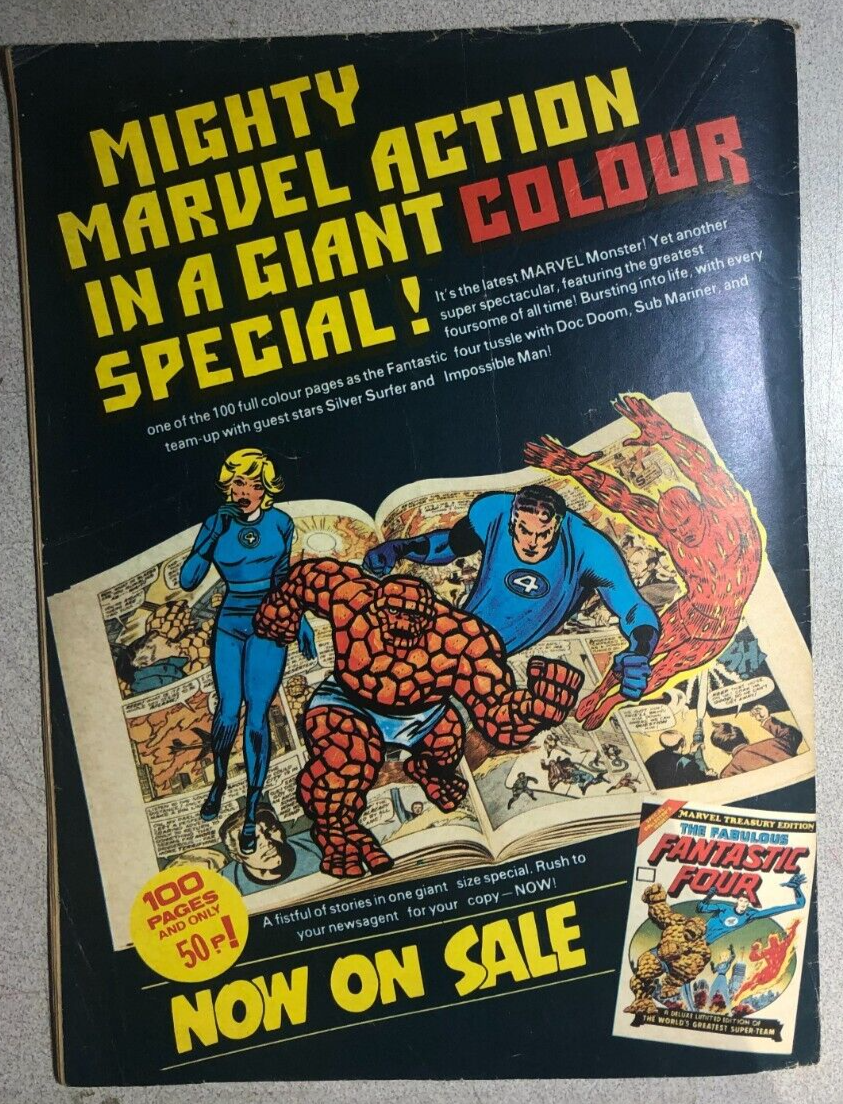 MIGHTY
MARVEL ACTION
IN A GIANT COLOUR
SPECIAL!
It's the latest MARVEL Monster! Yet another
super spectacular, featuring the greatest
foursome of all time! Bursting into life, with every
one of the 100 full colour pages as the Fantastic four tussle with Doc Doom, Sub Mariner, and
team-up with guest stars Silver Surfer and Impossible Man!
4
4
100
PAGES
AND ONLY
50P!
A fistful of stories in one giant size special. Rush to
your newsagent for your copy — NOW!
NOW ON SALE
MARVEL TREASURY EDITION
THE FABULOUS
FANTASTIC
FOUR
A DELUXE LIMITED EDITION OF
THE WORLD'S GREATEST SUPER-TEAM